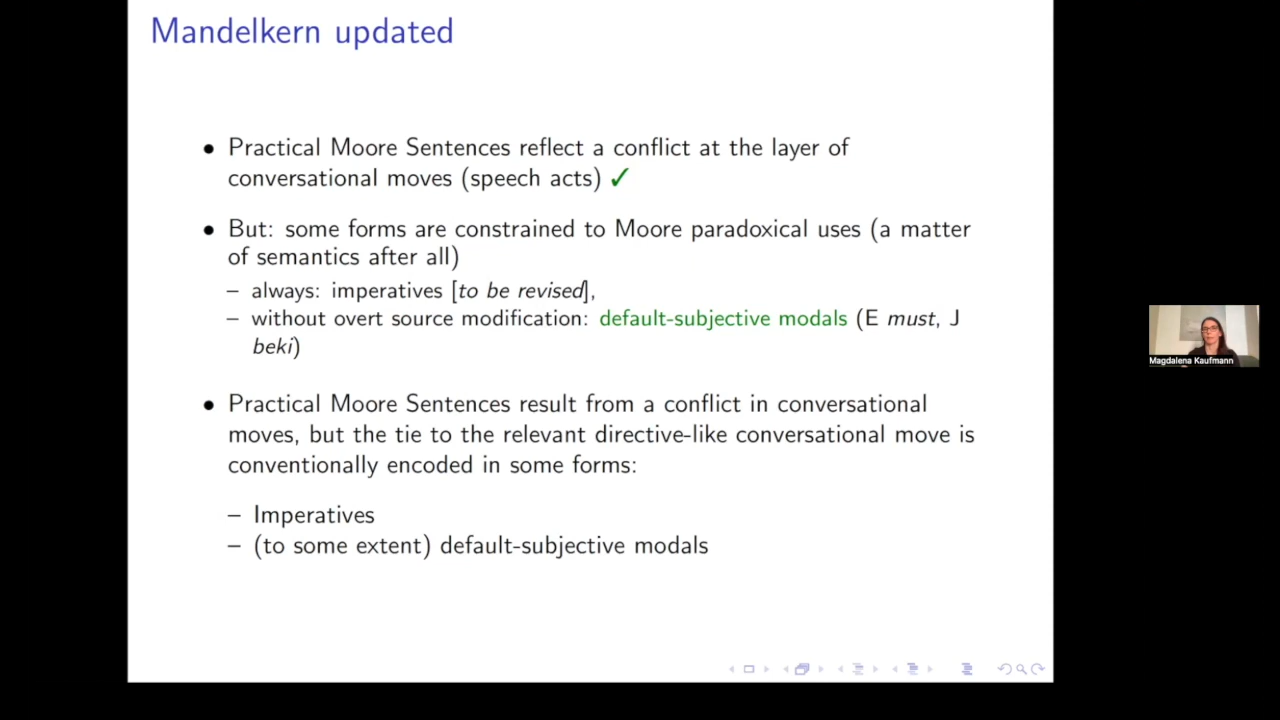 Mandelkern updated
• Practical Moore Sentences reflect a conflict at the layer of
conversational moves (speech acts) ✓
• But: some forms are constrained to Moore paradoxical uses (a matter
of semantics after all)
– always: imperatives [to be revised],
– without overt source modification: default-subjective modals (E must, J
beki)
• Practical Moore Sentences result from a conflict in conversational
moves, but the tie to the relevant directive-like conversational move is
conventionally encoded in some forms:
– Imperatives
– (to some extent) default-subjective modals
Magdalena Kaufmann